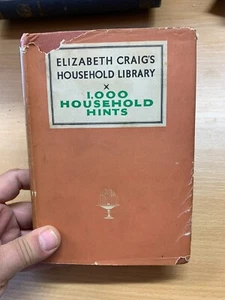 ELIZABETH CRAIG'S
HOUSEHOLD LIBRARY
×
1,000
HOUSEHOLD
HINTS